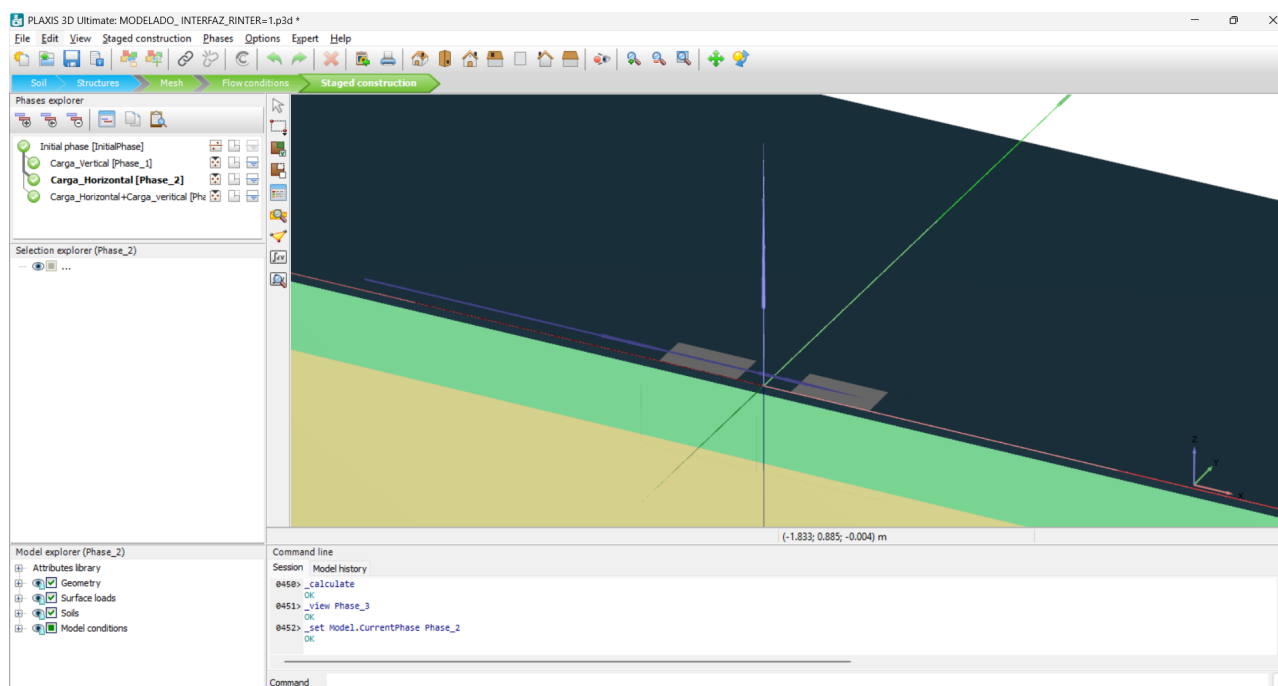 PLAXIS 3D Ultimate: MODELADO_ INTERFAZ_RINTER=1.p3d *
File Edit View Staged construction Phases Options Expert Help
Soil Structures Mesh Flow conditions Staged construction
Phases explorer
Initial phase [InitialPhase]
Carga_Vertical [Phase_1]
Carga_Horizontal [Phase_2]
Carga_Horizontal+Carga_veritical [Pha
Selection explorer (Phase_2)
...
Z
Y
X
(-1.833; 0.885; -0.004) m
Model explorer (Phase_2)
Attributes library
Geometry
Surface loads
Soils
Model conditions
Command line
Session Model history
0450> _calculate
OK
0451> _view Phase_3
OK
0452> _set Model.CurrentPhase Phase_2
OK
Command